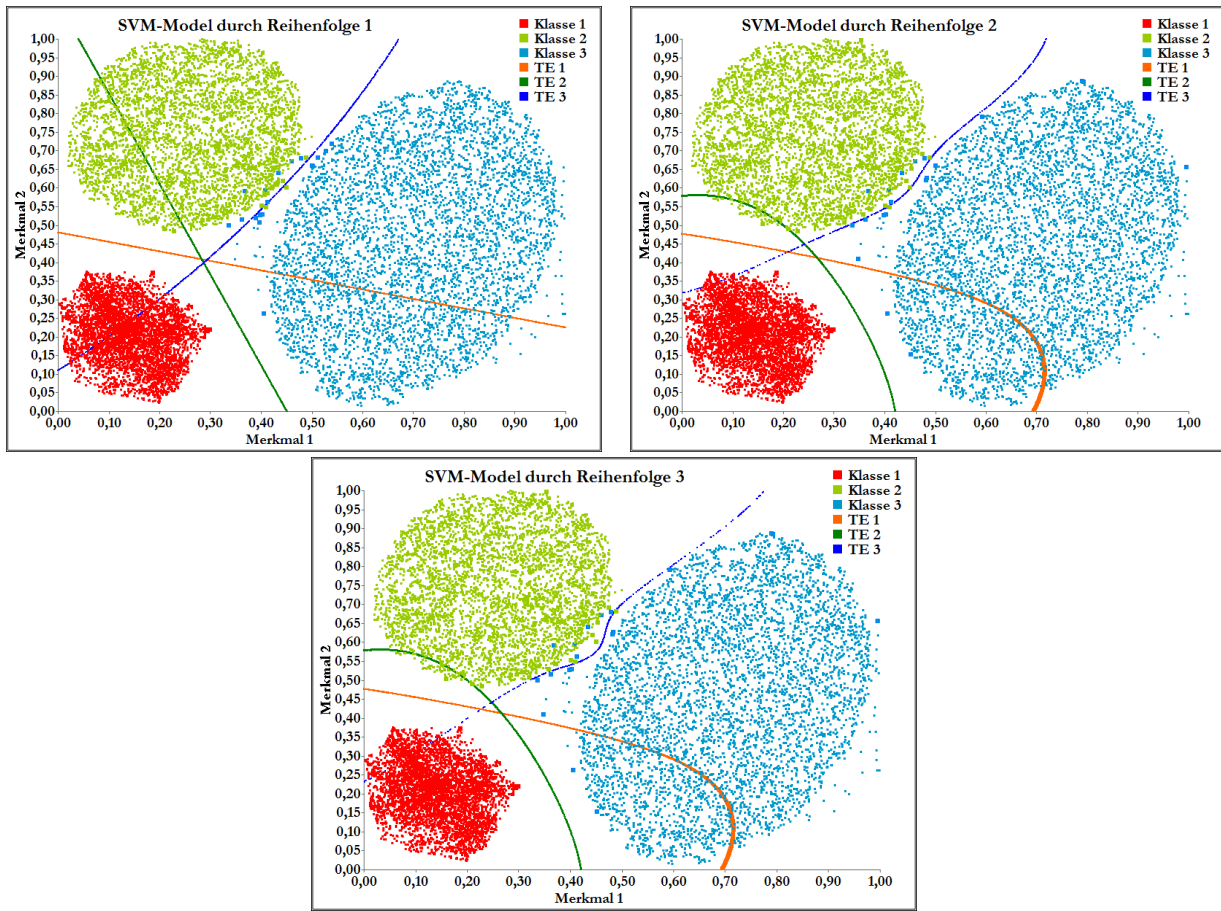 SVM-Model durch Reihenfolge 1
Klasse 1
Klasse 2
Klasse 3
TE 1
TE 2
TE 3
Merkmal 2
1,00
0,95
0,90
0,85
0,80
0,75
0,70
0,65
0,60
0,55
0,50
0,45
0,40
0,35
0,30
0,25
0,20
0,15
0,10
0,05
0,00
0,00 0,10 0,20 0,30 0,40 0,50 0,60 0,70 0,80 0,90 1,00
Merkmal 1
SVM-Model durch Reihenfolge 2
Klasse 1
Klasse 2
Klasse 3
TE 1
TE 2
TE 3
Merkmal 2
1,00
0,95
0,90
0,85
0,80
0,75
0,70
0,65
0,60
0,55
0,50
0,45
0,40
0,35
0,30
0,25
0,20
0,15
0,10
0,05
0,00
0,00 0,10 0,20 0,30 0,40 0,50 0,60 0,70 0,80 0,90 1,00
Merkmal 1
SVM-Model durch Reihenfolge 3
Klasse 1
Klasse 2
Klasse 3
TE 1
TE 2
TE 3
Merkmal 2
1,00
0,95
0,90
0,85
0,80
0,75
0,70
0,65
0,60
0,55
0,50
0,45
0,40
0,35
0,30
0,25
0,20
0,15
0,10
0,05
0,00
0,00 0,10 0,20 0,30 0,40 0,50 0,60 0,70 0,80 0,90 1,00
Merkmal 1